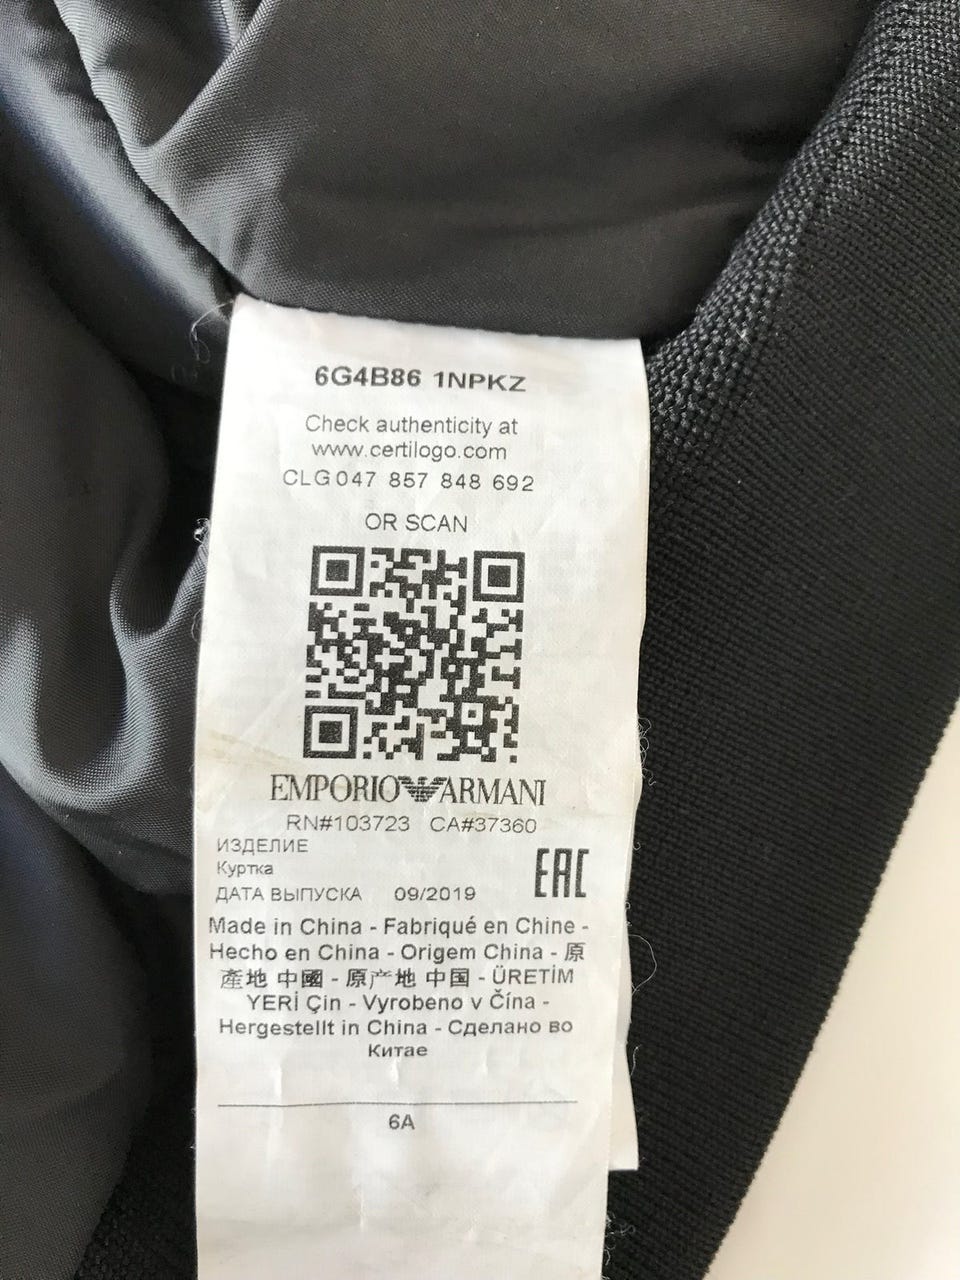 6G4B86 1NPKZ
Check authenticity at
www.certilogo.com
CLG 047 857 848 692
OR SCAN
EMPORIO ARMANI
RN#103723 CA#37360
ИЗДЕЛИЕ
Куртка
EAC
ДАТА ВЫПУСКА 09/2019
Made in China - Fabriqué en Chine -
Hecho en China - Origem China - 原
產地 中國 - 原产地 中国 - ÜRETİM
YERİ Çin - Vyrobeno v Čína -
Hergestellt in China - Сделано во
Китае
6A